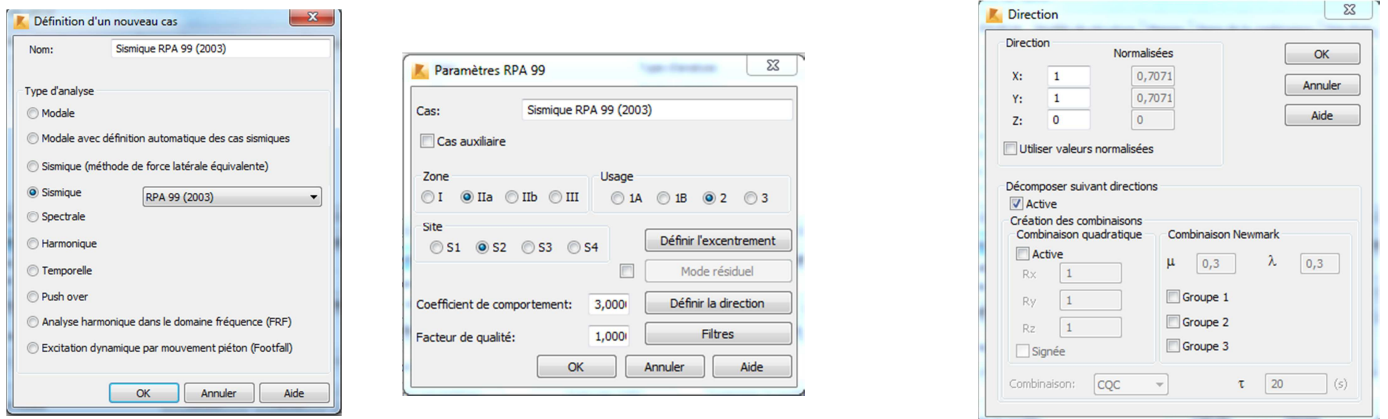 Définition d'un nouveau cas
Nom: Sismique RPA 99 (2003)
Type d'analyse
Modale
Modale avec définition automatique des cas sismiques
Sismique (méthode de force latérale équivalente)
Sismique RPA 99 (2003)
Spectrale
Harmonique
Temporelle
Push over
Analyse harmonique dans le domaine fréquence (FRF)
Excitation dynamique par mouvement piéton (Footfall)
OK Annuler Aide
Paramètres RPA 99
Cas: Sismique RPA 99 (2003)
Cas auxiliaire
Zone Usage
I IIa IIb III 1A 1B 2 3
Site
S1 S2 S3 S4 Définir l'excentrement
Mode résiduel
Coefficient de comportement: 3,000 Définir la direction
Facteur de qualité: 1,000 Filtres
OK Annuler Aide
Direction
Direction
Normalisées OK
X: 1 0,7071
Annuler
Y: 1 0,7071
Z: 0 0 Aide
Utiliser valeurs normalisées
Décomposer suivant directions
Active
Création des combinaisons
Combinaison quadratique Combinaison Newmark
Active μ 0,3 λ 0,3
Rx 1
Groupe 1
Ry 1
Groupe 2
Rz 1
Groupe 3
Signée
Combinaison: CQC τ 20 (s)